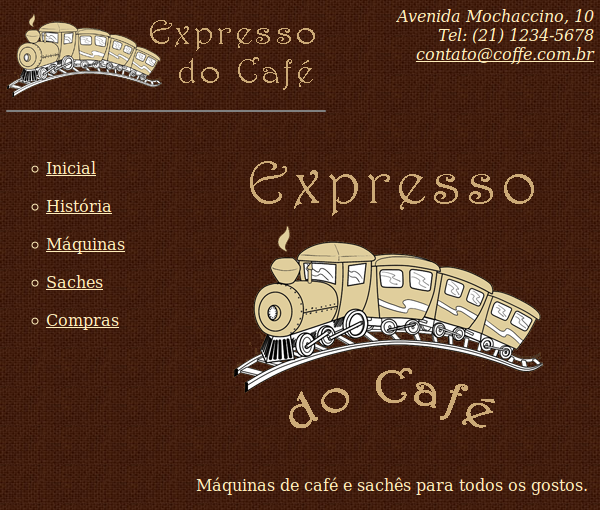 Expresso
do Café
Avenida Mochaccino, 10
Tel: (21) 1234-5678
contato@coffe.com.br
Inicial
História
Máquinas
Saches
Compras
Expresso
do Café
Máquinas de café e sachês para todos os gostos.